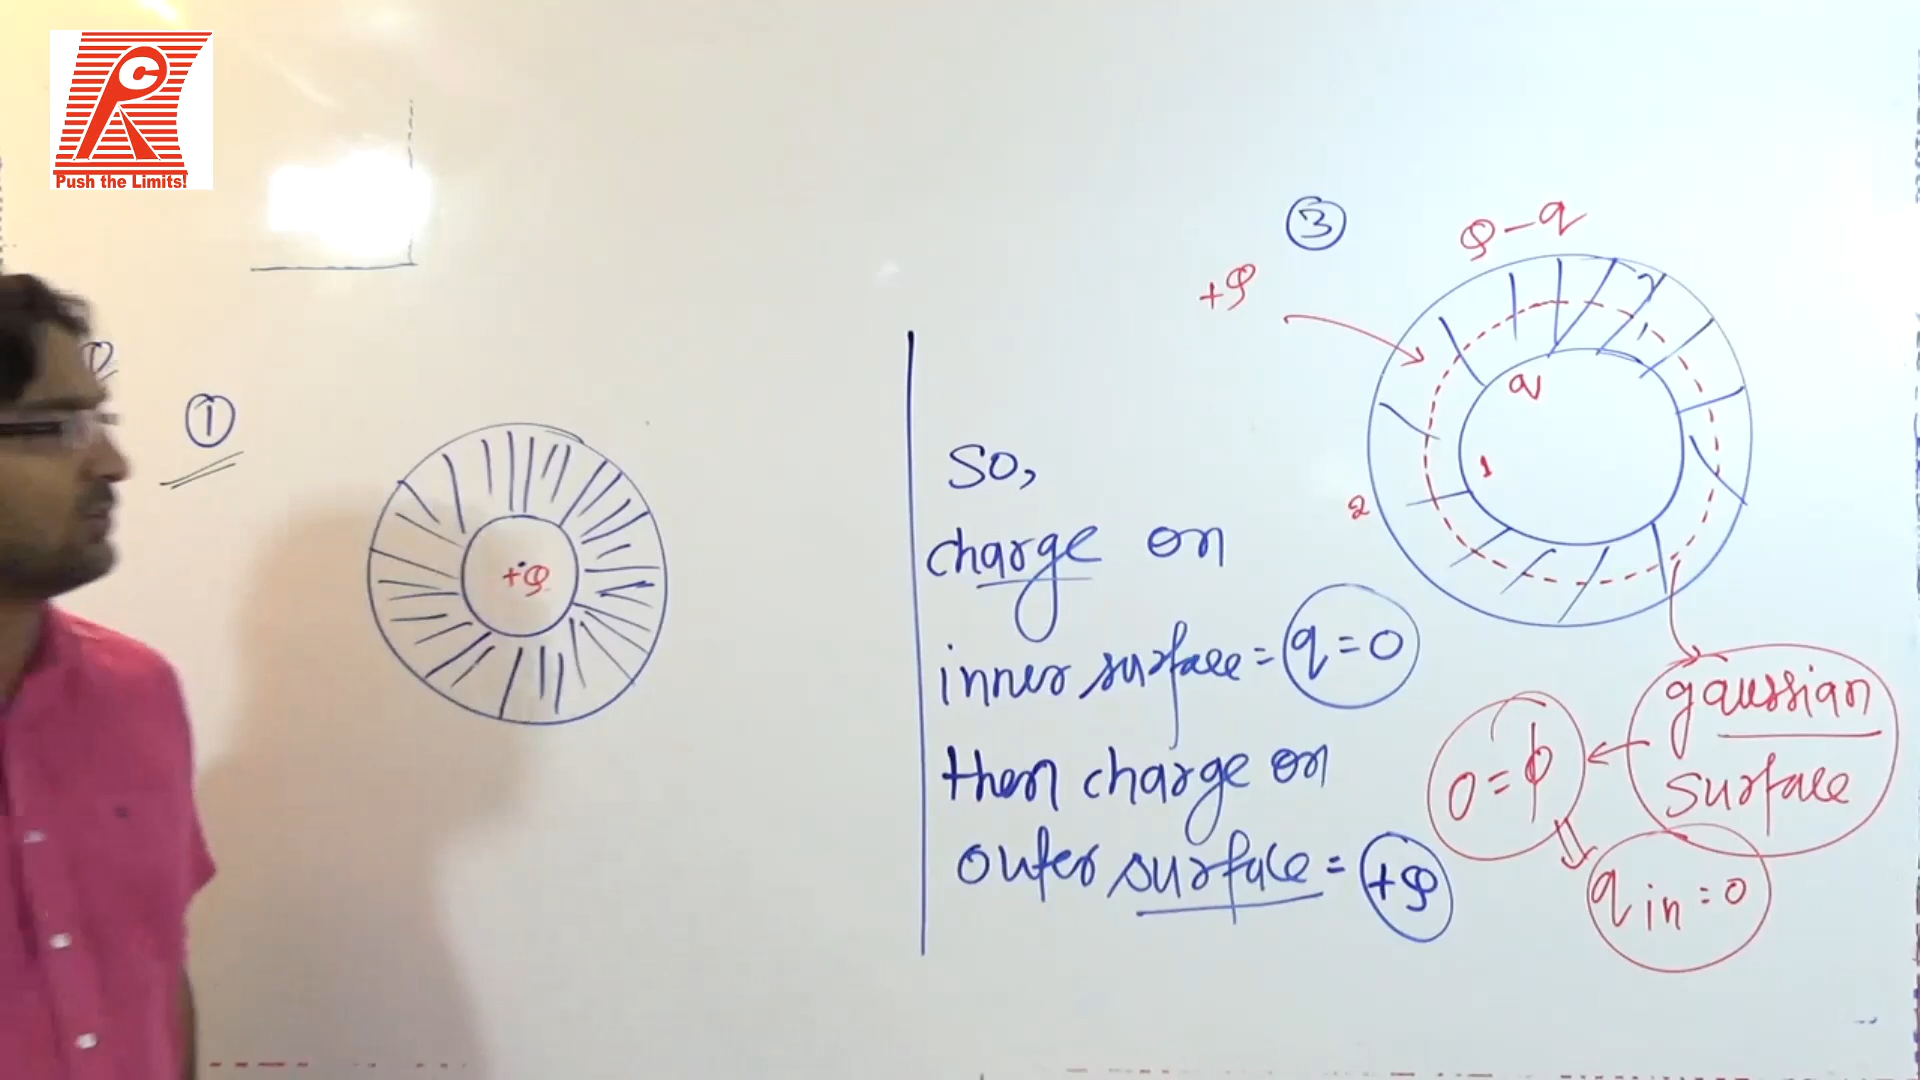 Push the Limits!
①
+Q
So,
charge on
inner surface = q = 0
then charge on
outer surface = +Q
③
Q - q
+Q
q
1
2
gaussian
surface
0 = ϕ
q in = 0